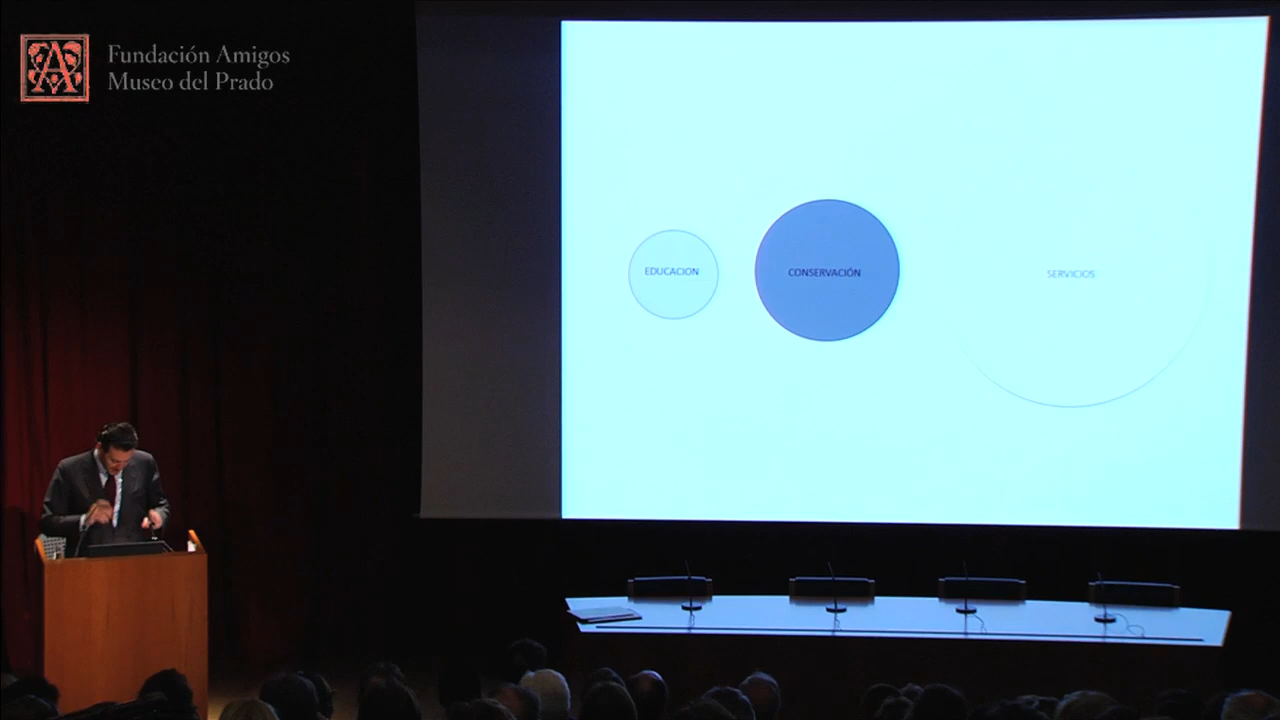 Fundación Amigos
Museo del Prado
EDUCACION
CONSERVACIÓN
SERVICIOS